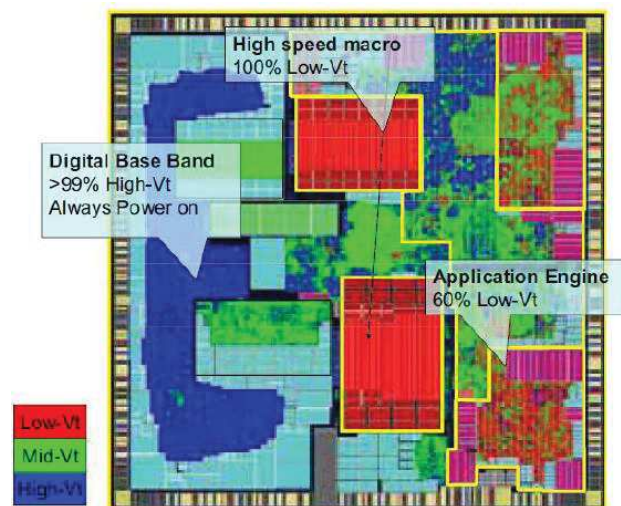 High speed macro
100% Low-Vt
Digital Base Band
>99% High-Vt
Always Power on
Application Engine
60% Low-Vt
Low-Vt
Mid-Vt
High-Vt